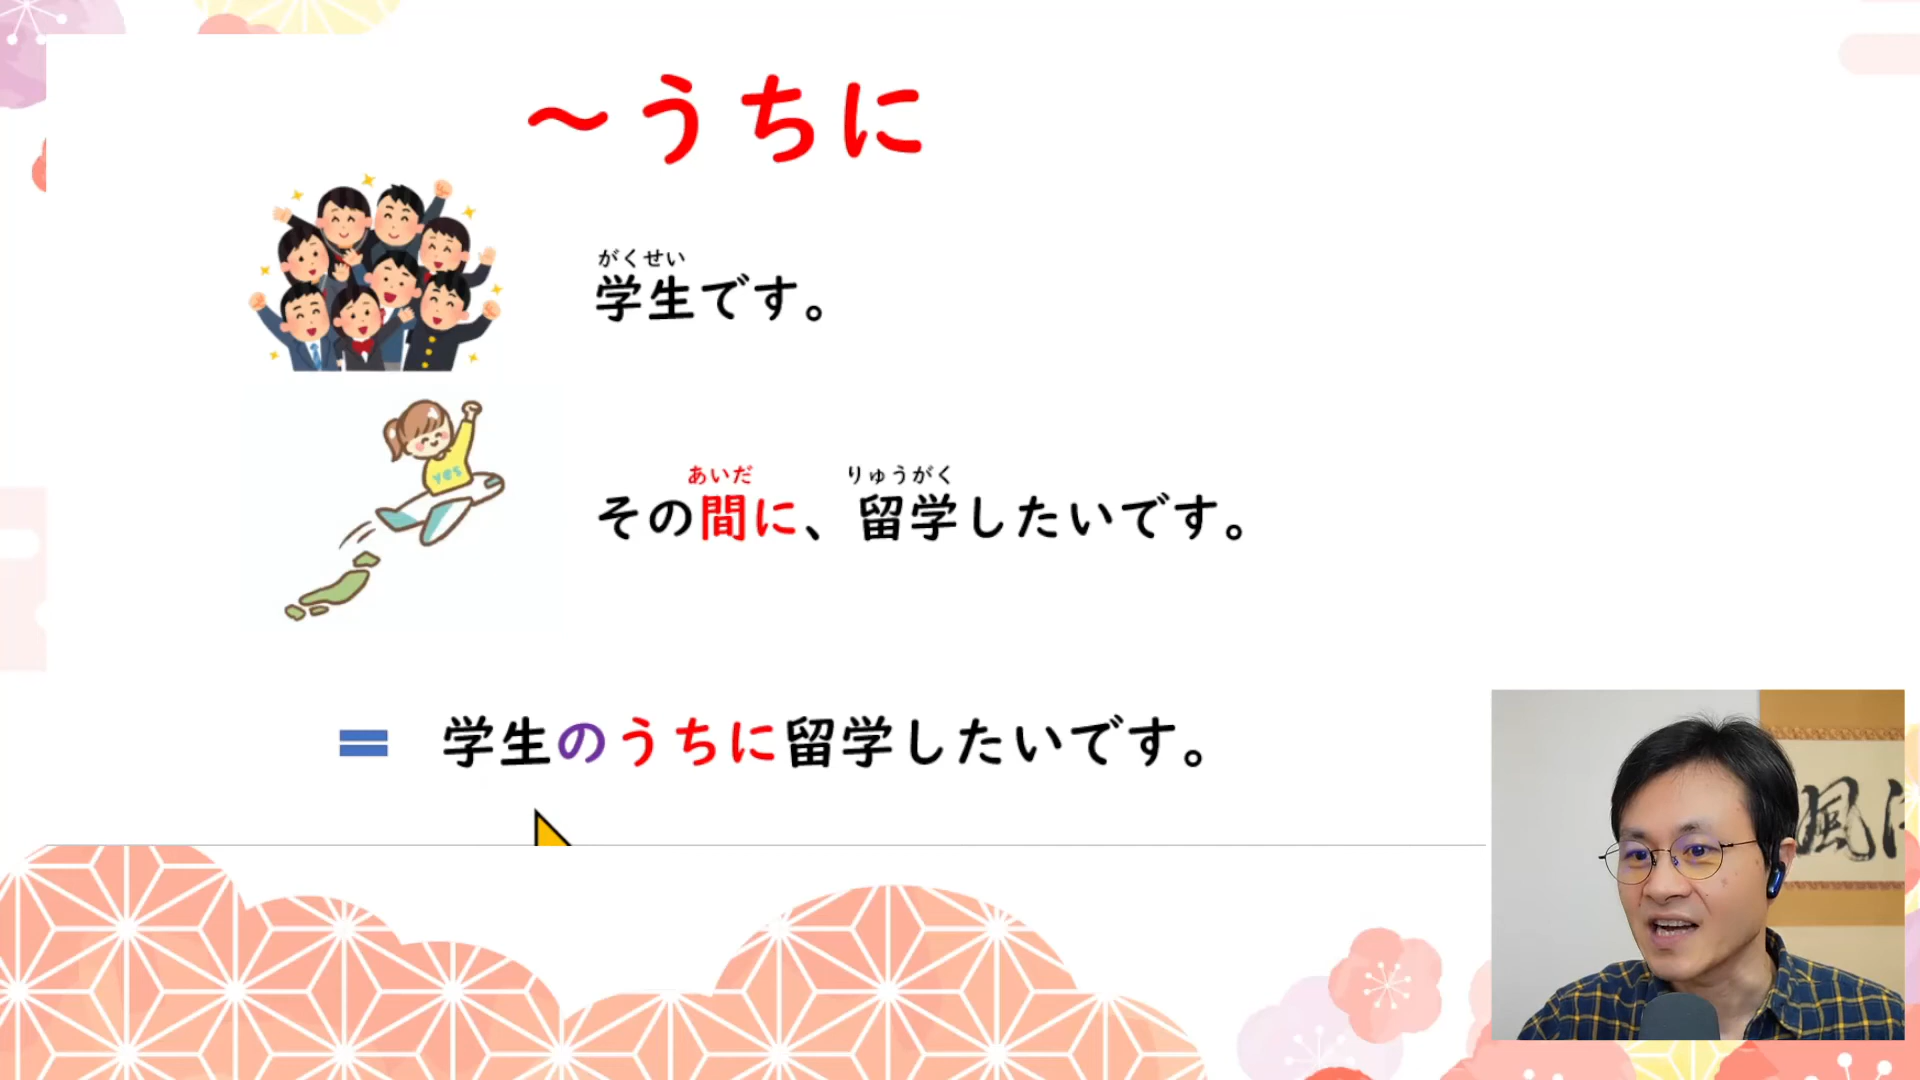 ～うちに
がくせい
学生です。
yes
あいだ りゅうがく
その間に、留学したいです。
= 学生のうちに留学したいです。
風